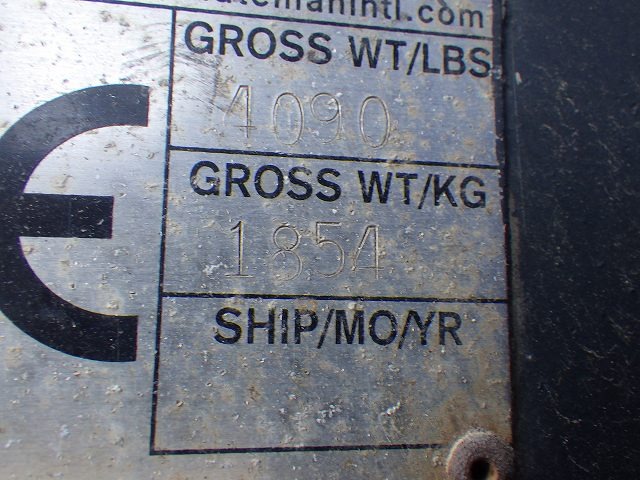 GROSS WT/LBS
4090
GROSS WT/KG
1854
SHIP/MO/YR